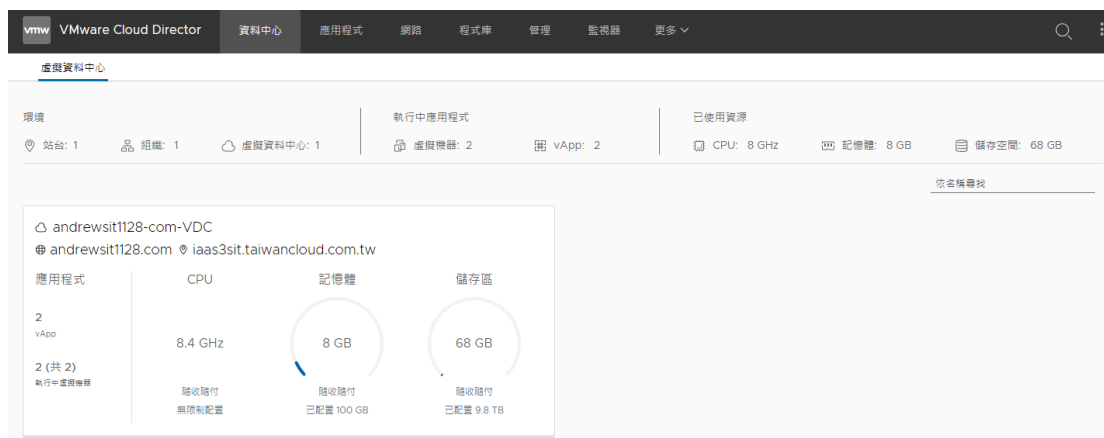 vmw VMware Cloud Director 資料中心 應用程式 網路 程式庫 管理 監視器 更多
虛擬資料中心
環境 執行中應用程式 已使用資源
站台: 1 組織: 1 虛擬資料中心: 1 虛擬機器: 2 vApp: 2 CPU: 8 GHz 記憶體: 8 GB 儲存空間: 68 GB
依名稱尋找
andrewsit1128-com-VDC
andrewsit1128.com iaas3sit.taiwancloud.com.tw
應用程式 CPU 記憶體 儲存區
2
vApp
8.4 GHz 8 GB 68 GB
2 (共 2)
執行中虛擬機器
隨收隨付 隨收隨付 隨收隨付
無限制配置 已配置 100 GB 已配置 9.8 TB